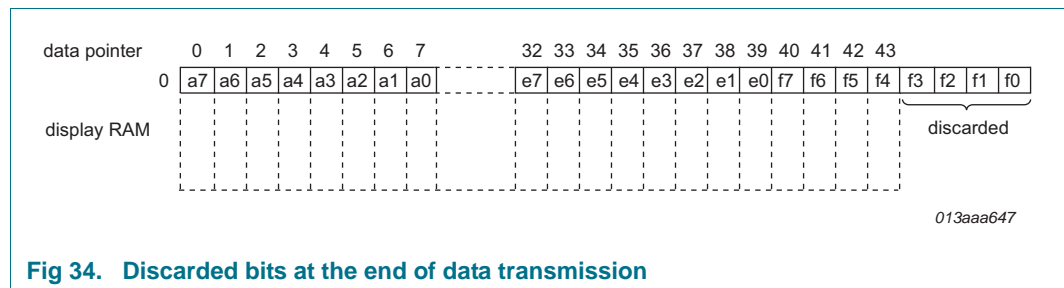 data pointer 0 1 2 3 4 5 6 7 32 33 34 35 36 37 38 39 40 41 42 43
0 a7 a6 a5 a4 a3 a2 a1 a0 e7 e6 e5 e4 e3 e2 e1 e0 f7 f6 f5 f4 f3 f2 f1 f0
display RAM discarded
013aaa647
Fig 34. Discarded bits at the end of data transmission